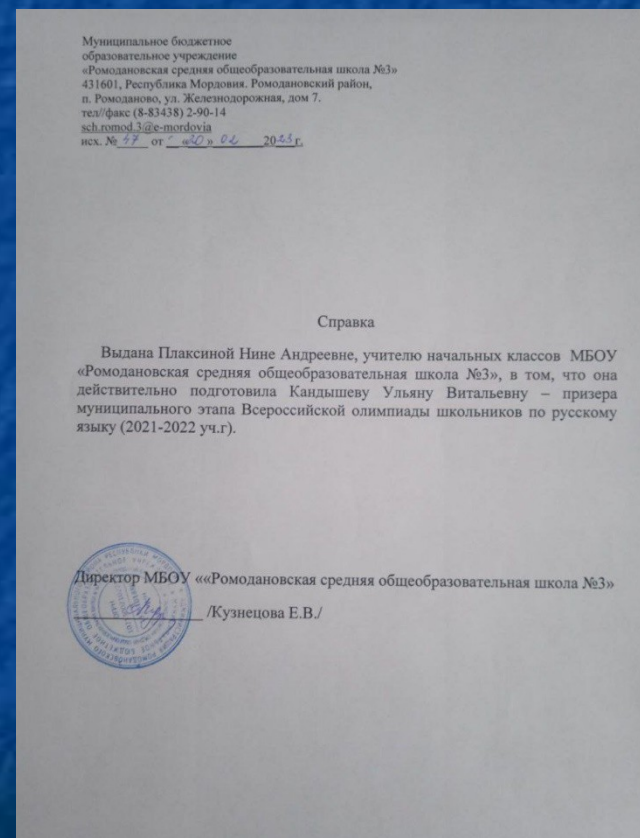 Муниципальное бюджетное
образовательное учреждение
«Ромодановская средняя общеобразовательная школа №3»
431601, Республика Мордовия. Ромодановский район,
п. Ромоданово, ул. Железнодорожная, дом 7.
тел//факс (8-83438) 2-90-14
sch.romod.3@e-mordovia
исх. № 47 от «20» 02 2023г.
Справка
Выдана Плаксиной Нине Андреевне, учителю начальных классов МБОУ
«Ромодановская средняя общеобразовательная школа №3», в том, что она
действительно подготовила Кандышеву Ульяну Витальевну – призера
муниципального этапа Всероссийской олимпиады школьников по русскому
языку (2021-2022 уч.г).
Директор МБОУ ««Ромодановская средняя общеобразовательная школа №3»
/Кузнецова Е.В./